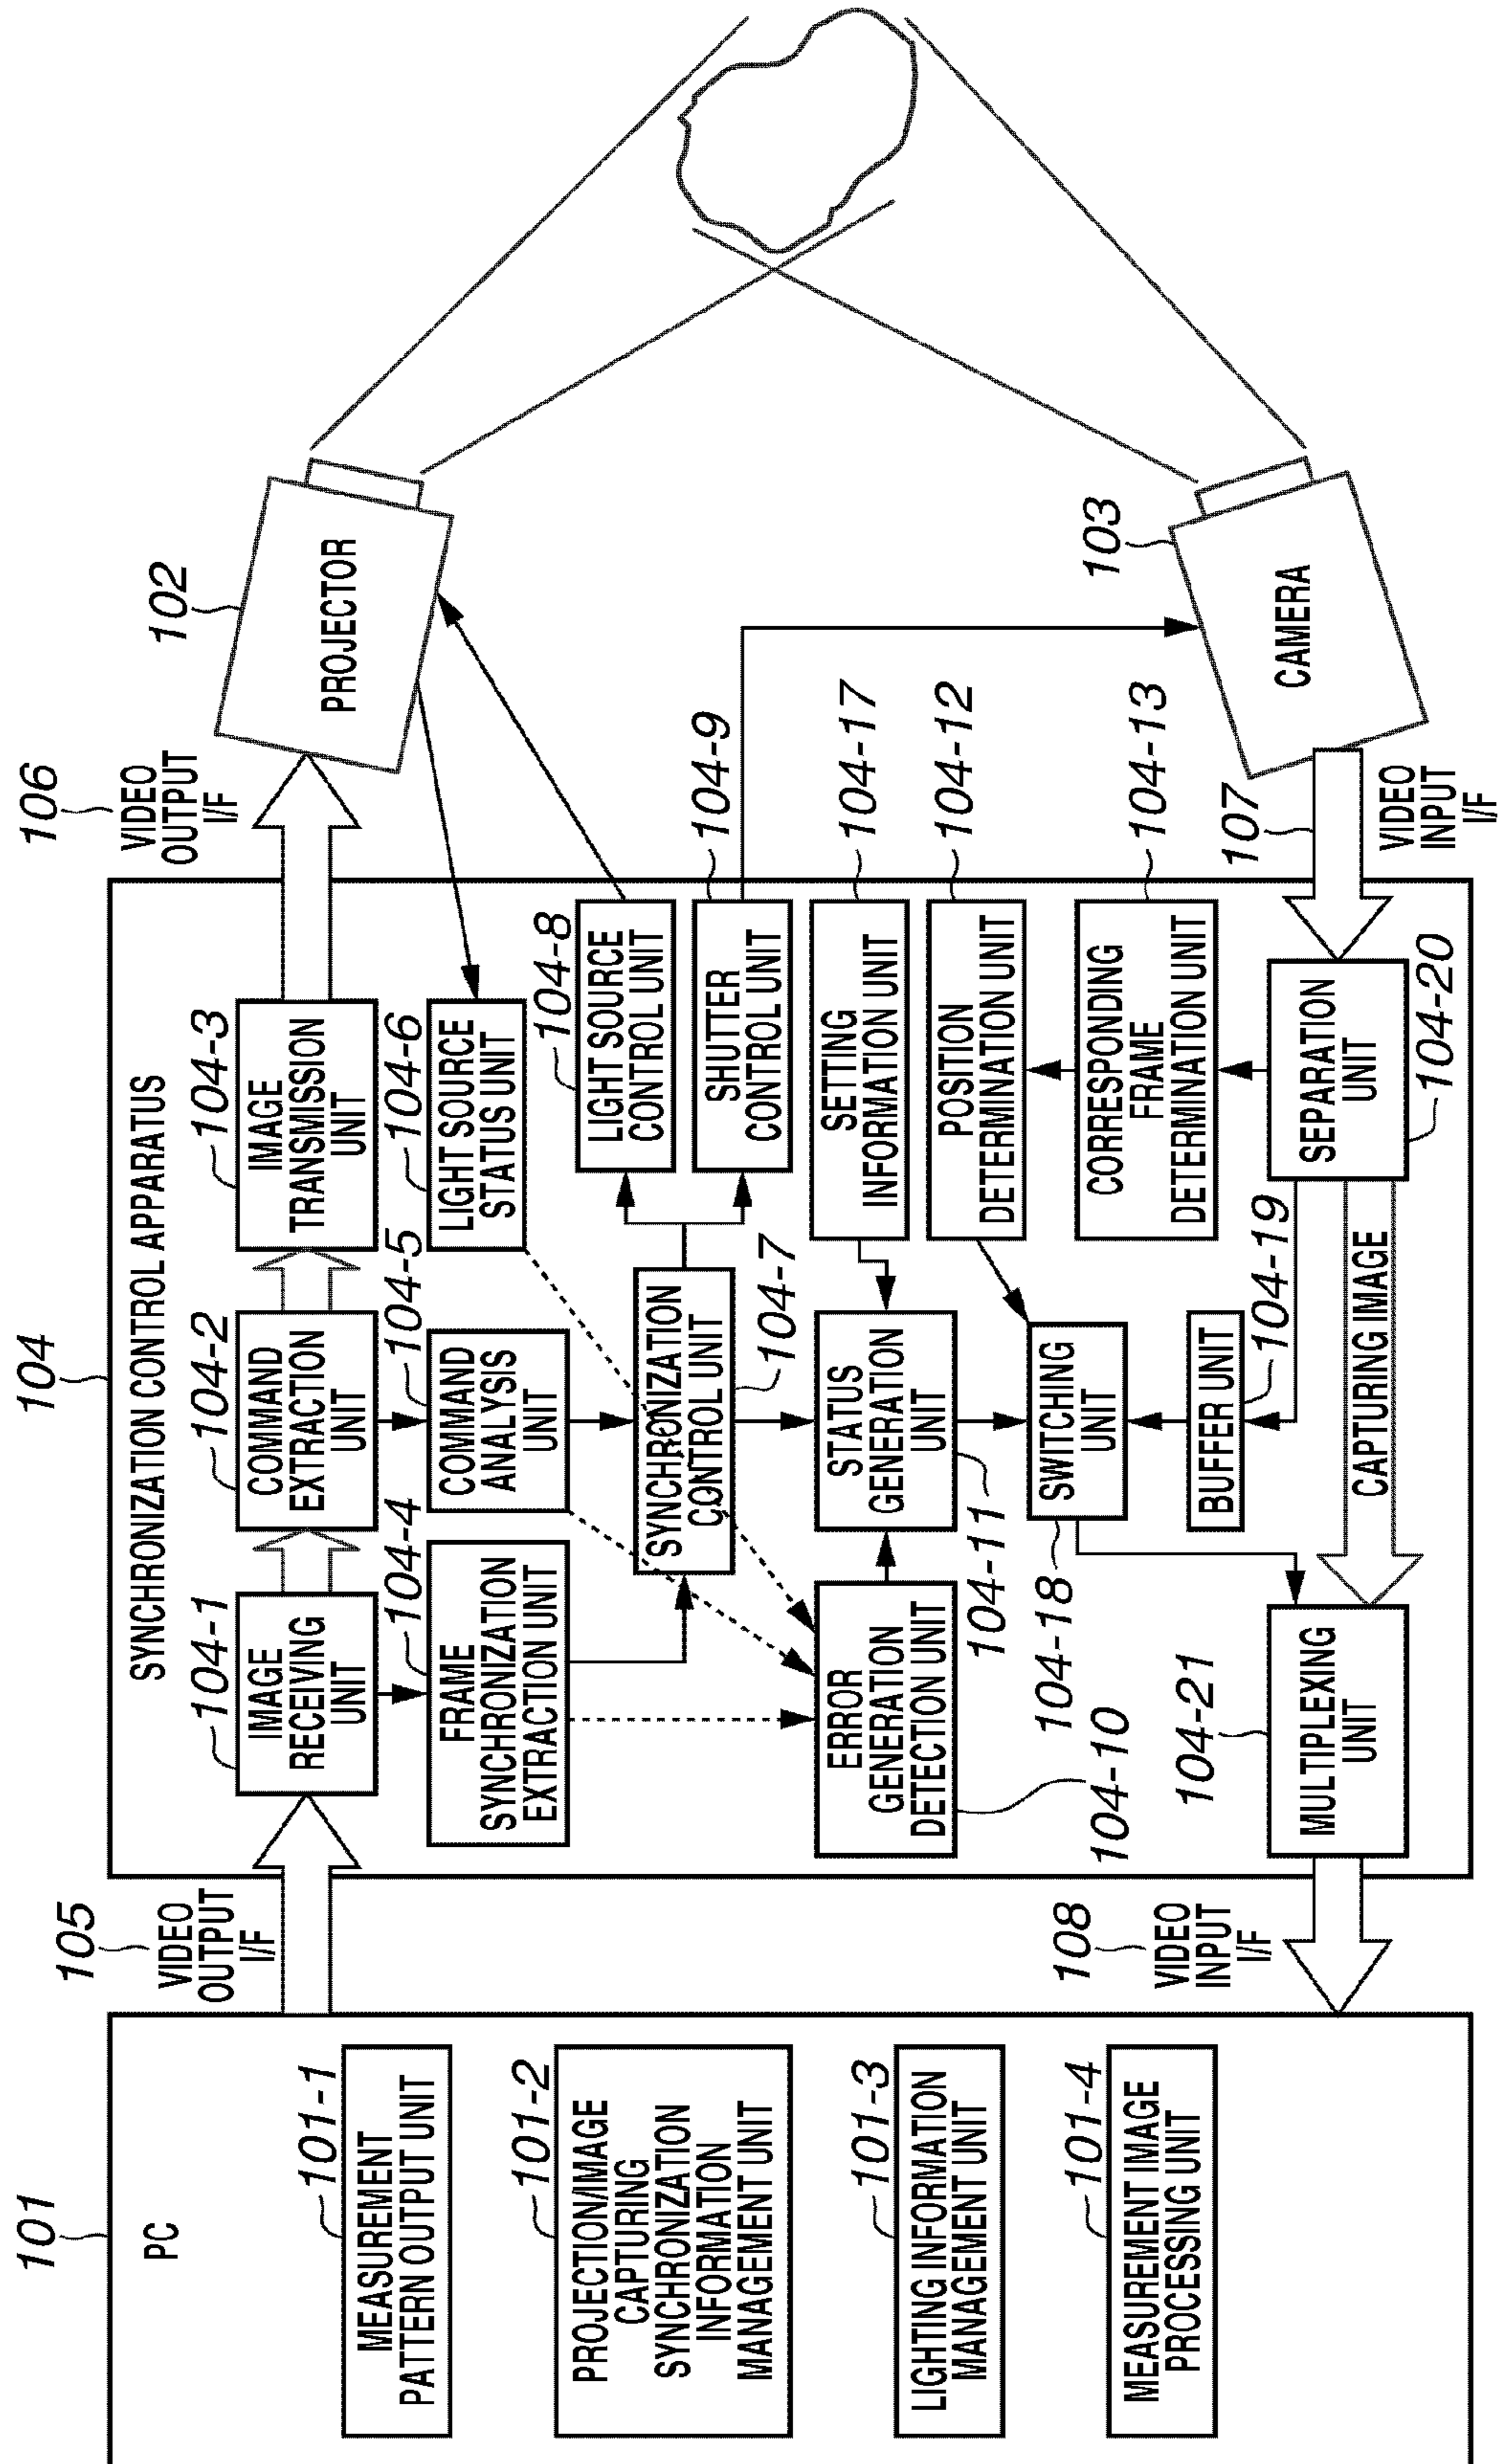 101
PC
101-1
MEASUREMENT
PATTERN OUTPUT UNIT
101-2
PROJECTION/IMAGE
CAPTURING
SYNCHRONIZATION
INFORMATION
MANAGEMENT UNIT
101-3
LIGHTING INFORMATION
MANAGEMENT UNIT
101-4
MEASUREMENT IMAGE
PROCESSING UNIT
105
VIDEO
OUTPUT
I/F
108
VIDEO
INPUT
I/F
104
SYNCHRONIZATION CONTROL APPARATUS
104-1
IMAGE
RECEIVING
UNIT
104-2
COMMAND
EXTRACTION
UNIT
104-3
IMAGE
TRANSMISSION
UNIT
104-4
FRAME
SYNCHRONIZATION
EXTRACTION UNIT
104-5
COMMAND
ANALYSIS
UNIT
104-6
LIGHT SOURCE
STATUS UNIT
SYNCHRONIZATION
CONTROL UNIT
104-7
104-8
LIGHT SOURCE
CONTROL UNIT
SHUTTER
CONTROL UNIT
104-9
ERROR
GENERATION
DETECTION UNIT
104-10
STATUS
GENERATION
UNIT
104-11
SETTING
INFORMATION UNIT
104-17
SWITCHING
UNIT
104-18
POSITION
DETERMINATION UNIT
104-12
CORRESPONDING
FRAME
DETERMINATION UNIT
104-13
BUFFER UNIT
104-19
104-21
MULTIPLEXING
UNIT
CAPTURING IMAGE
SEPARATION
UNIT
104-20
106
VIDEO
OUTPUT
I/F
107
VIDEO
INPUT
I/F
102
PROJECTOR
103
CAMERA